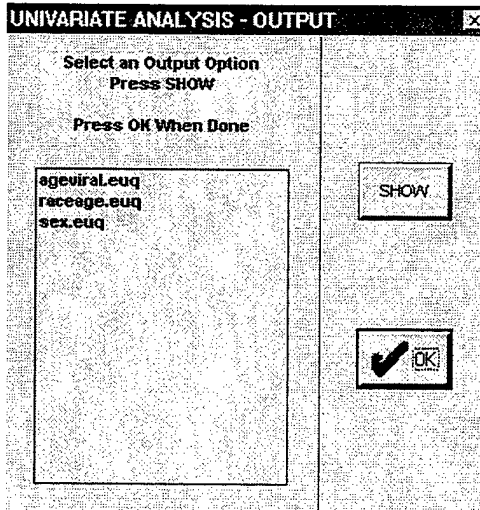 UNIVARIATE ANALYSIS - OUTPUT
Select an Output Option
Press SHOW
Press OK When Done
ageviral.euq
raceage.euq
sex.euq
SHOW
OK